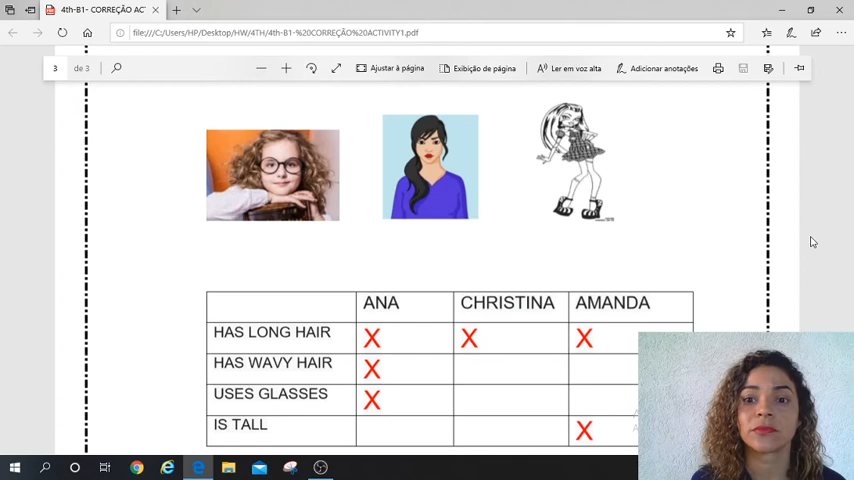 4th-B1- CORREÇÃO AC
file:///C:/Users/HP/Desktop/HW/4TH/4th-B1-%20CORREÇÃO%20ACTIVITY1.pdf
3 de 3 Ajustar à página Exibição de página Ler em voz alta Adicionar anotações
ANA CHRISTINA AMANDA
HAS LONG HAIR X X X
HAS WAVY HAIR X
USES GLASSES X
IS TALL X